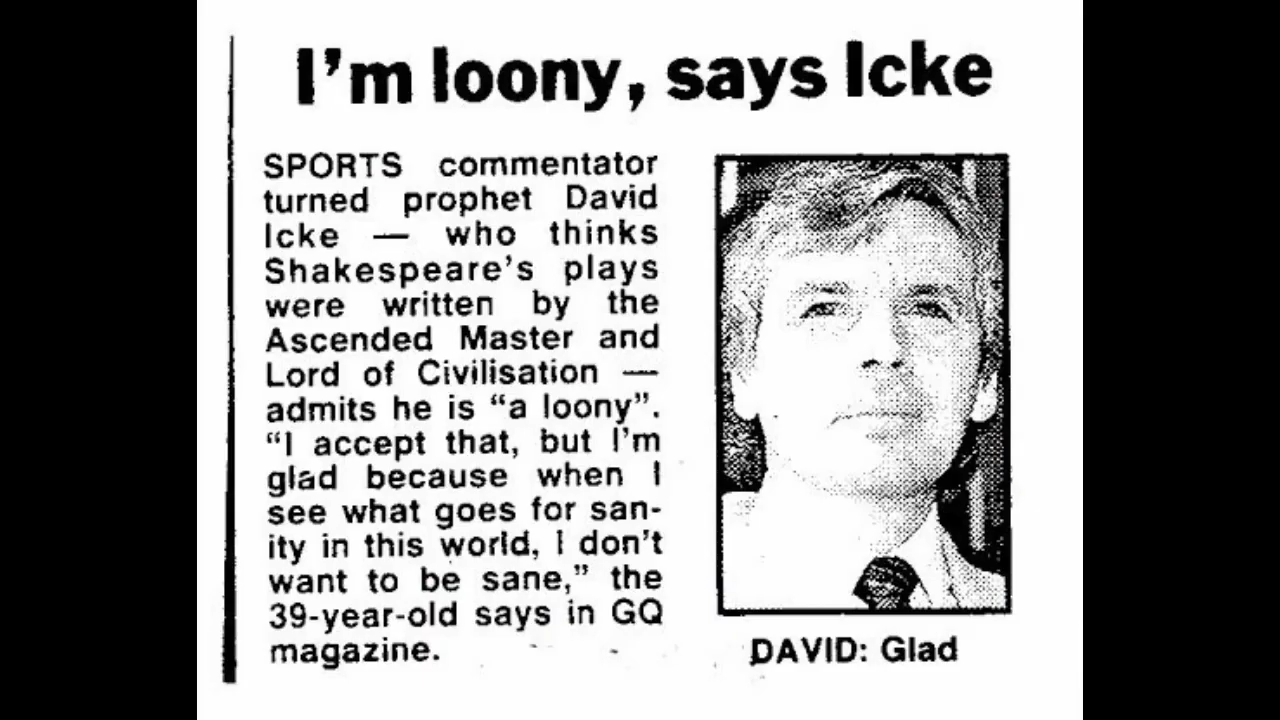 I'm loony, says Icke
SPORTS commentator
turned prophet David
Icke — who thinks
Shakespeare's plays
were written by the
Ascended Master and
Lord of Civilisation —
admits he is “a loony”.
“I accept that, but I'm
glad because when I
see what goes for san-
ity in this world, I don't
want to be sane,” the
39-year-old says in GQ
magazine.
DAVID: Glad